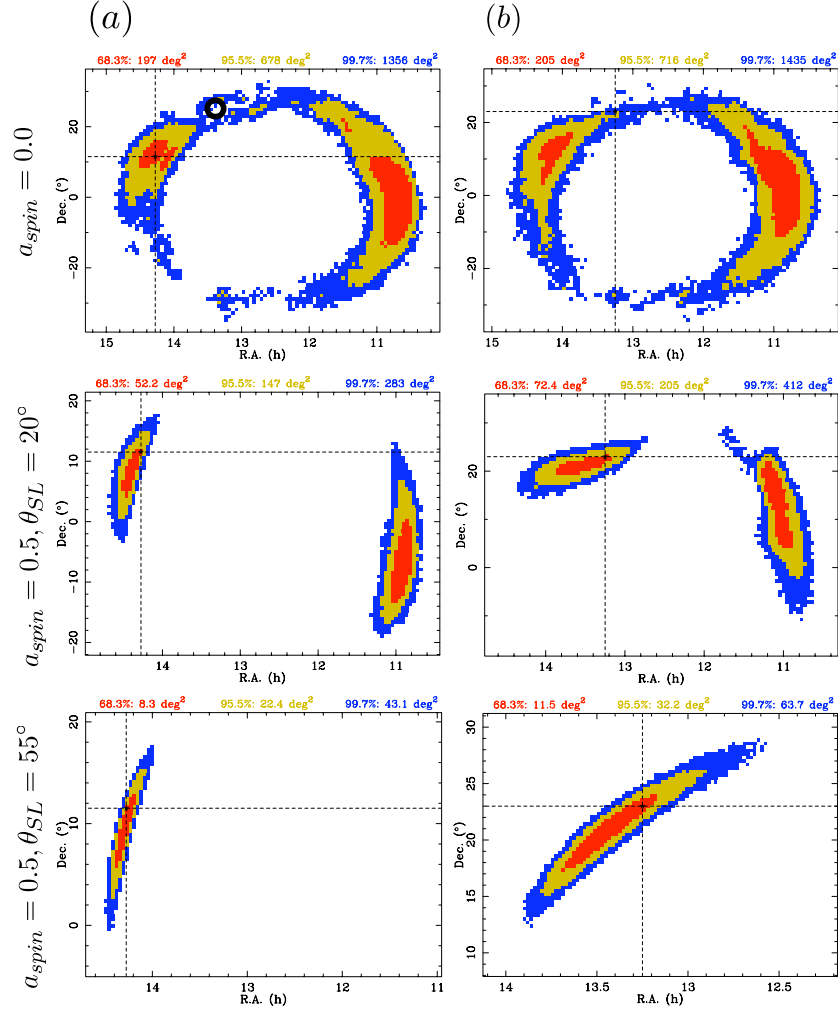 (a)
(b)
a_spin = 0.0
68.3%: 197 deg² 95.5%: 678 deg² 99.7%: 1356 deg²
Dec. (°)
20
0
−20
15 14 13 12 11
R.A. (h)
68.3%: 205 deg² 95.5%: 716 deg² 99.7%: 1435 deg²
Dec. (°)
20
0
−20
15 14 13 12 11
R.A. (h)
a_spin = 0.5, θ_SL = 20°
68.3%: 52.2 deg² 95.5%: 147 deg² 99.7%: 283 deg²
Dec. (°)
20
10
0
−10
−20
14 13 12 11
R.A. (h)
68.3%: 72.4 deg² 95.5%: 205 deg² 99.7%: 412 deg²
Dec. (°)
20
0
14 13 12 11
R.A. (h)
a_spin = 0.5, θ_SL = 55°
68.3%: 8.3 deg² 95.5%: 22.4 deg² 99.7%: 43.1 deg²
Dec. (°)
20
10
0
14 13 12 11
R.A. (h)
68.3%: 11.5 deg² 95.5%: 32.2 deg² 99.7%: 63.7 deg²
Dec. (°)
30
25
20
15
10
14 13.5 13 12.5
R.A. (h)